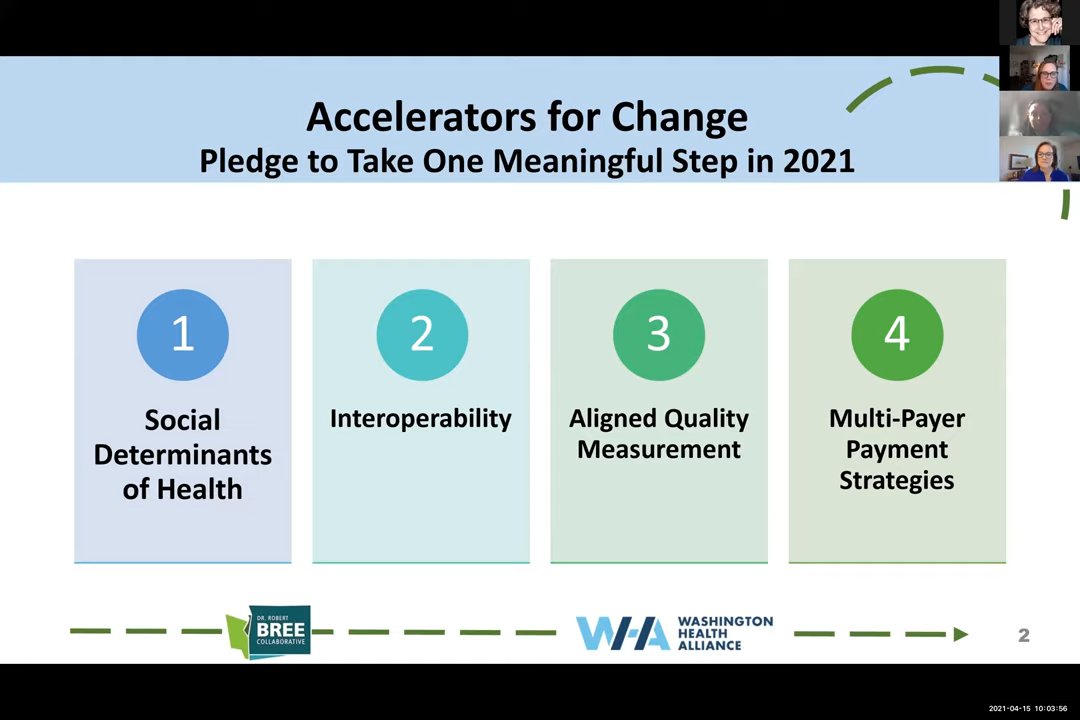 Accelerators for Change
Pledge to Take One Meaningful Step in 2021
1
Social
Determinants
of Health
2
Interoperability
3
Aligned Quality
Measurement
4
Multi-Payer
Payment
Strategies
DR. ROBERT
BREE
COLLABORATIVE
WHA
WASHINGTON
HEALTH
ALLIANCE
2
2021-04-15 10:03:56